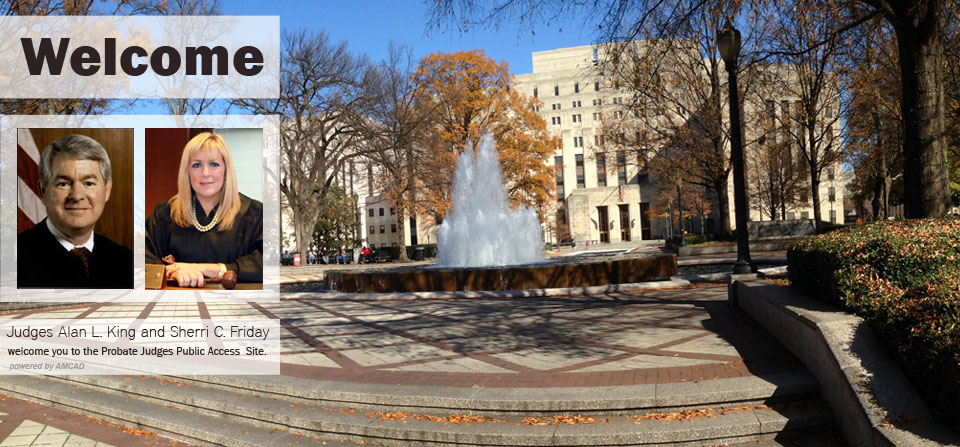 Welcome
Judges Alan L. King and Sherri C. Friday
welcome you to the Probate Judges Public Access Site.
powered by AMCAD